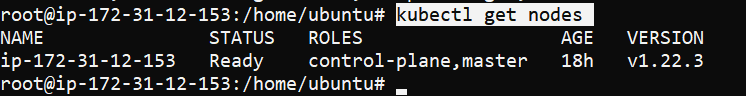 root@ip-172-31-12-153:/home/ubuntu# kubectl get nodes
NAME STATUS ROLES AGE VERSION
ip-172-31-12-153 Ready control-plane,master 18h v1.22.3
root@ip-172-31-12-153:/home/ubuntu#